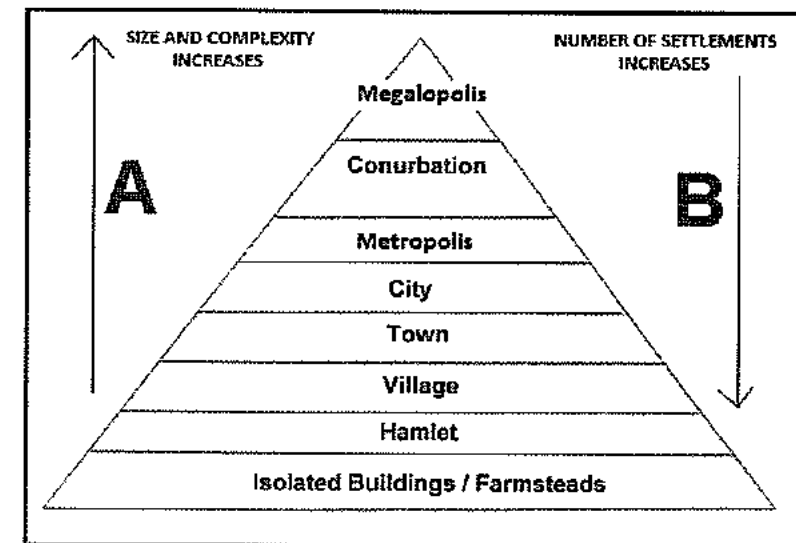 SIZE AND COMPLEXITY
INCREASES
NUMBER OF SETTLEMENTS
INCREASES
Megalopolis
A
Conurbation
B
Metropolis
City
Town
Village
Hamlet
Isolated Buildings / Farmsteads